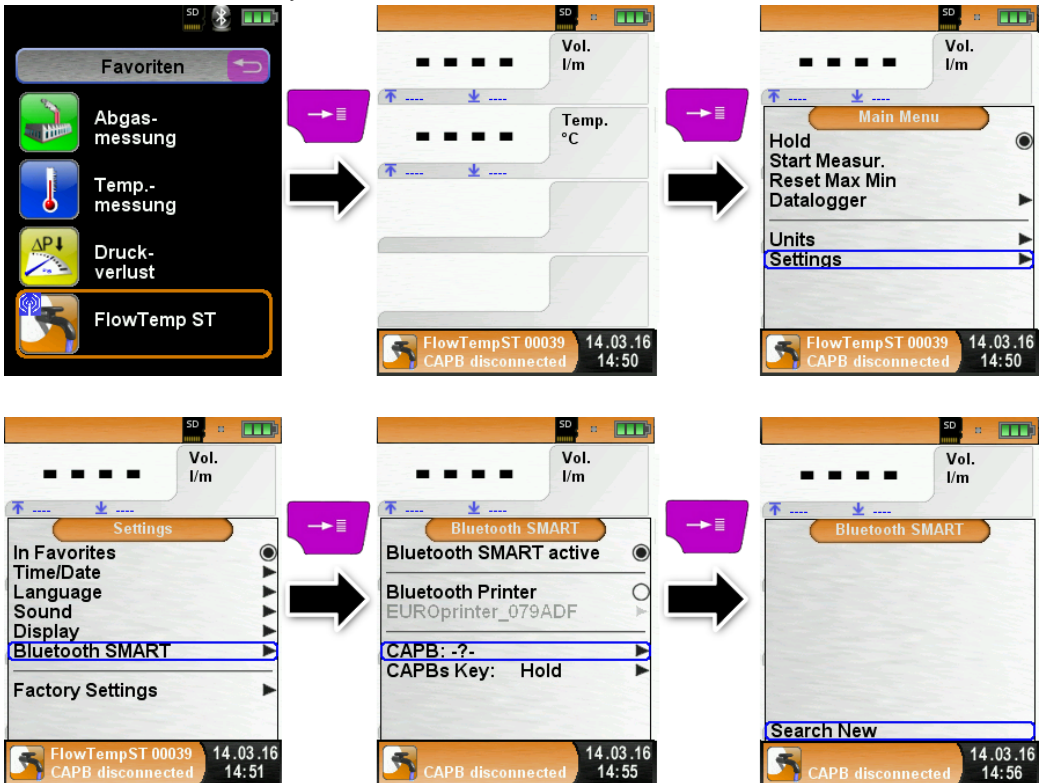 SD
Favoriten
Abgas-
messung
Temp.-
messung
ΔP
Druck-
verlust
FlowTemp ST
SD
- - - -
Vol.
l/m
---- ----
- - - -
Temp.
°C
---- ----
FlowTempST 00039
CAPB disconnected
14.03.16
14:50
SD
- - - -
Vol.
l/m
---- ----
Main Menu
Hold
Start Measur.
Reset Max Min
Datalogger
Units
Settings
FlowTempST 00039
CAPB disconnected
14.03.16
14:50
SD
- - - -
Vol.
l/m
---- ----
Settings
In Favorites
Time/Date
Language
Sound
Display
Bluetooth SMART
Factory Settings
FlowTempST 00039
CAPB disconnected
14.03.16
14:51
SD
- - - -
Vol.
l/m
---- ----
Bluetooth SMART
Bluetooth SMART active
Bluetooth Printer
EUROprinter_079ADF
CAPB: -?-
CAPBs Key: Hold
CAPB disconnected
14.03.16
14:55
SD
- - - -
Vol.
l/m
---- ----
Bluetooth SMART
Search New
CAPB disconnected
14.03.16
14:56